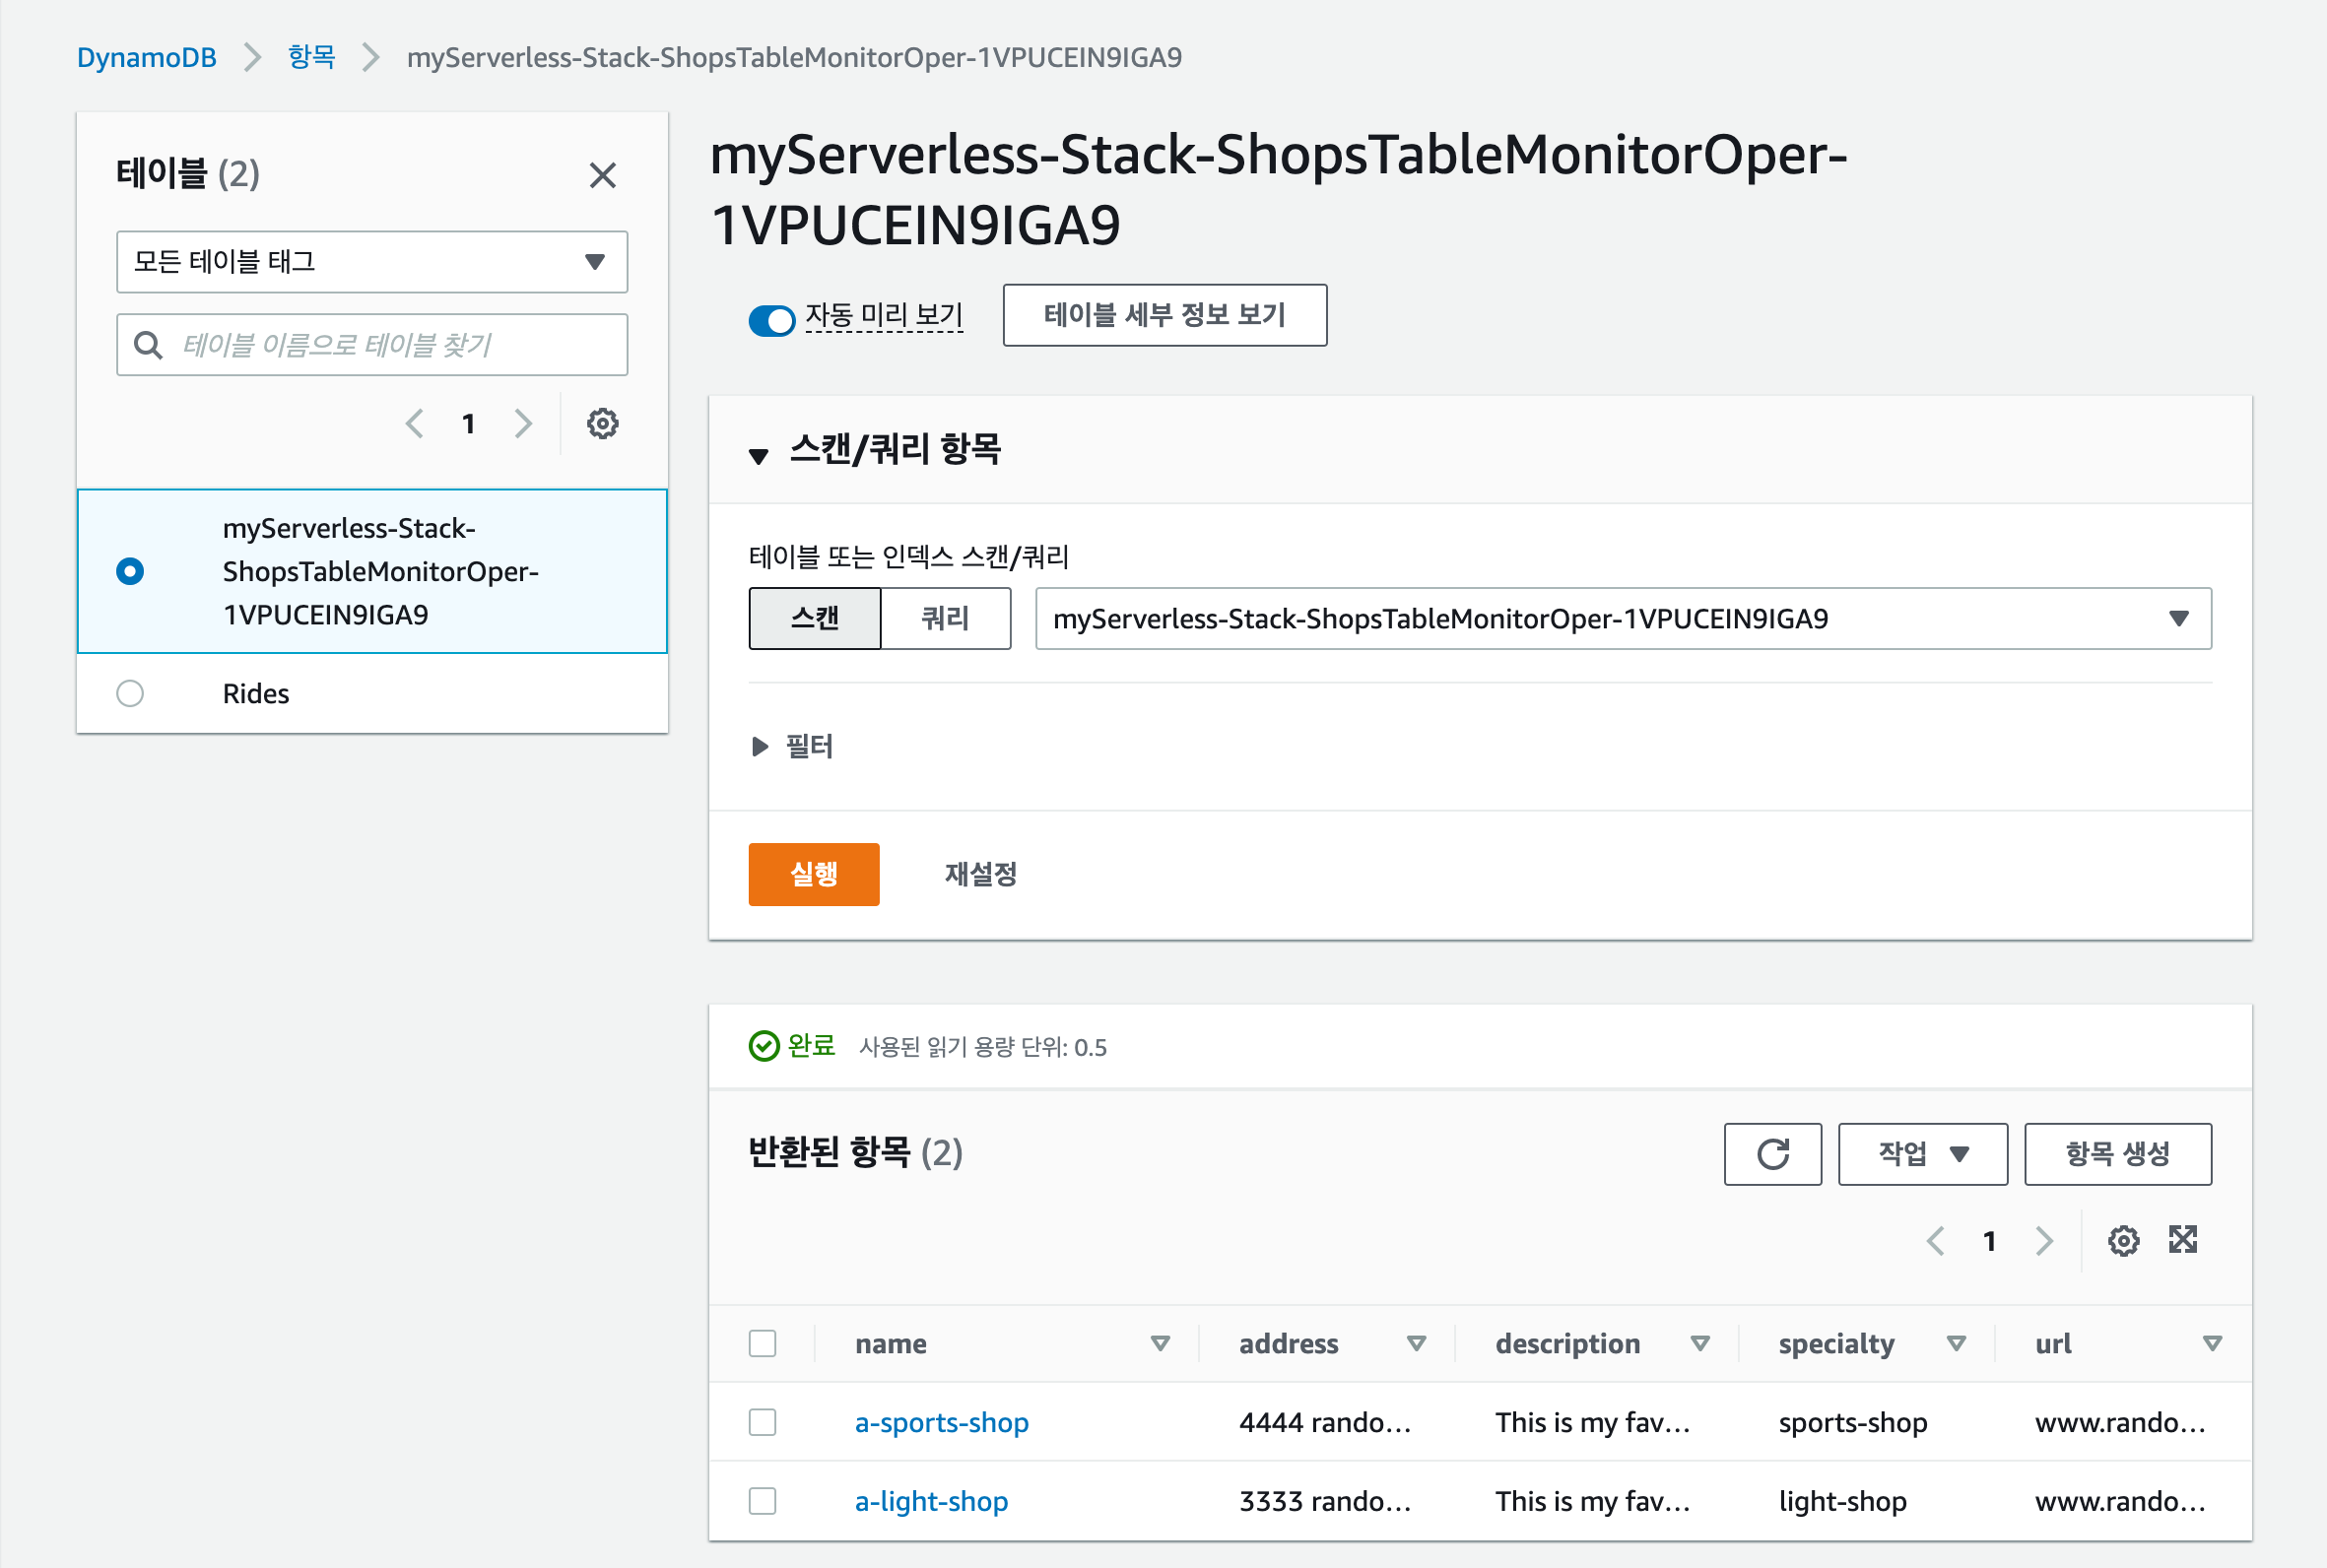 DynamoDB 항목 myServerless-Stack-ShopsTableMonitorOper-1VPUCEIN9IGA9
테이블 (2)
모든 테이블 태그
테이블 이름으로 테이블 찾기
1
myServerless-Stack-
ShopsTableMonitorOper-
1VPUCEIN9IGA9
Rides
myServerless-Stack-ShopsTableMonitorOper-
1VPUCEIN9IGA9
자동 미리 보기 테이블 세부 정보 보기
스캔/쿼리 항목
테이블 또는 인덱스 스캔/쿼리
스캔 쿼리 myServerless-Stack-ShopsTableMonitorOper-1VPUCEIN9IGA9
필터
실행 재설정
완료 사용된 읽기 용량 단위: 0.5
반환된 항목 (2) 작업 항목 생성
1
name address description specialty url
a-sports-shop 4444 rando... This is my fav... sports-shop www.rando...
a-light-shop 3333 rando... This is my fav... light-shop www.rando...